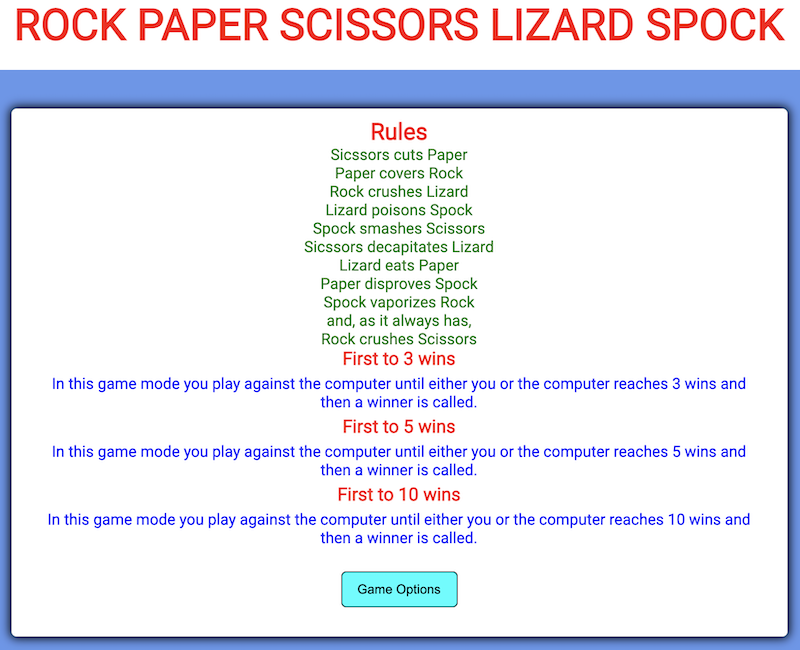 ROCK PAPER SCISSORS LIZARD SPOCK
Rules
Sicssors cuts Paper
Paper covers Rock
Rock crushes Lizard
Lizard poisons Spock
Spock smashes Scissors
Sicssors decapitates Lizard
Lizard eats Paper
Paper disproves Spock
Spock vaporizes Rock
and, as it always has,
Rock crushes Scissors
First to 3 wins
In this game mode you play against the computer until either you or the computer reaches 3 wins and
then a winner is called.
First to 5 wins
In this game mode you play against the computer until either you or the computer reaches 5 wins and
then a winner is called.
First to 10 wins
In this game mode you play against the computer until either you or the computer reaches 10 wins and
then a winner is called.
Game Options